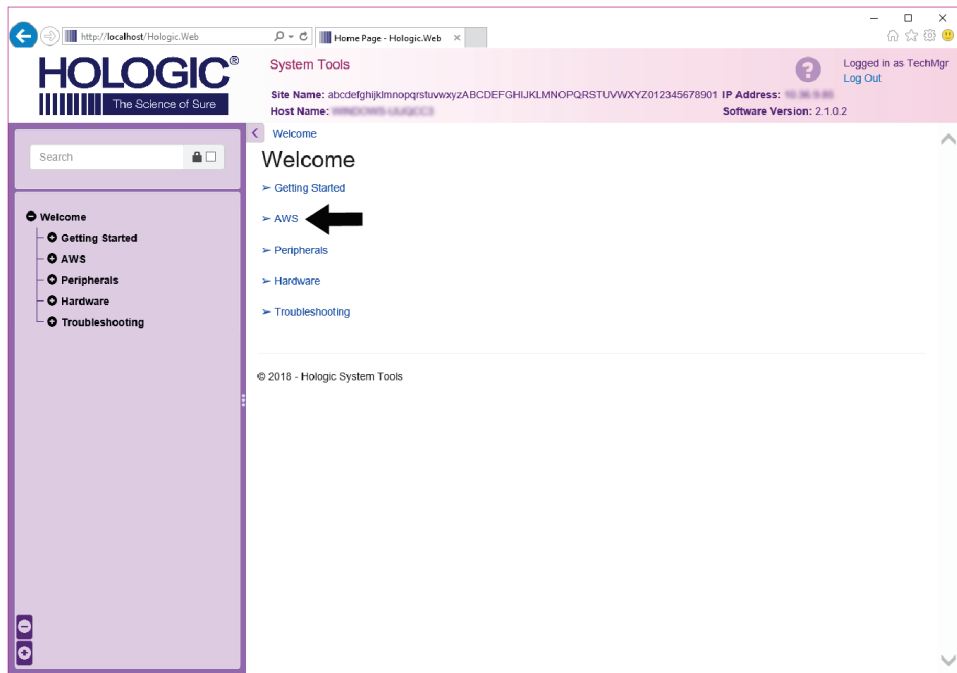 http://localhost/Hologic.Web
Home Page - Hologic.Web
HOLOGIC®
The Science of Sure
System Tools
Logged in as TechMgr
Log Out
Site Name: abcdefghijklmnopqrstuvwxyzABCDEFGHIJKLMNOPQRSTUVWXYZ012345678901 IP Address:
Host Name:
Software Version: 2.1.0.2
Search
Welcome
Getting Started
AWS
Peripherals
Hardware
Troubleshooting
Welcome
Welcome
Getting Started
AWS
Peripherals
Hardware
Troubleshooting
© 2018 - Hologic System Tools